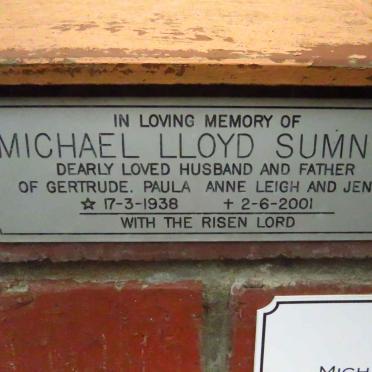 IN LOVING MEMORY OF
MICHAEL LLOYD SUMN
DEARLY LOVED HUSBAND AND FATHER
OF GERTRUDE. PAULA ANNE LEIGH AND JEN
☆ 17-3-1938 + 2-6-2001
WITH THE RISEN LORD
MICH